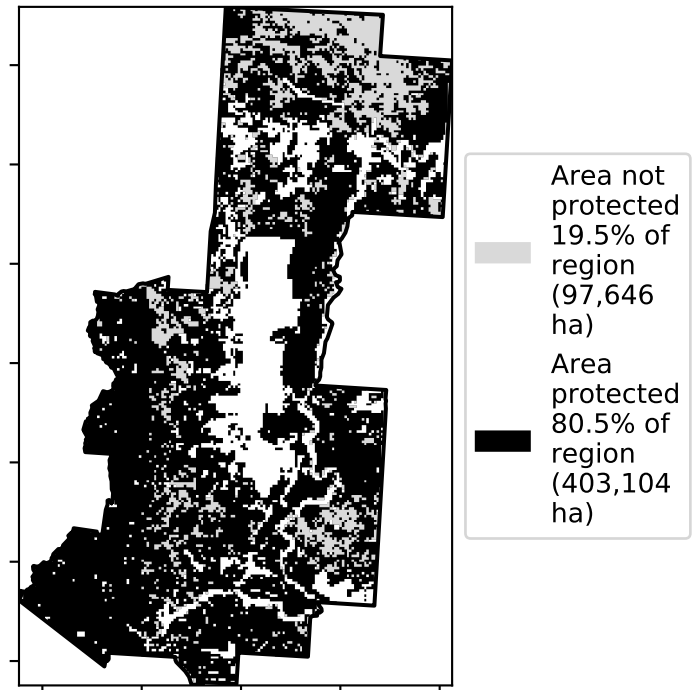 Area not
protected
19.5% of
region
(97,646
ha)
Area
protected
80.5% of
region
(403,104
ha)